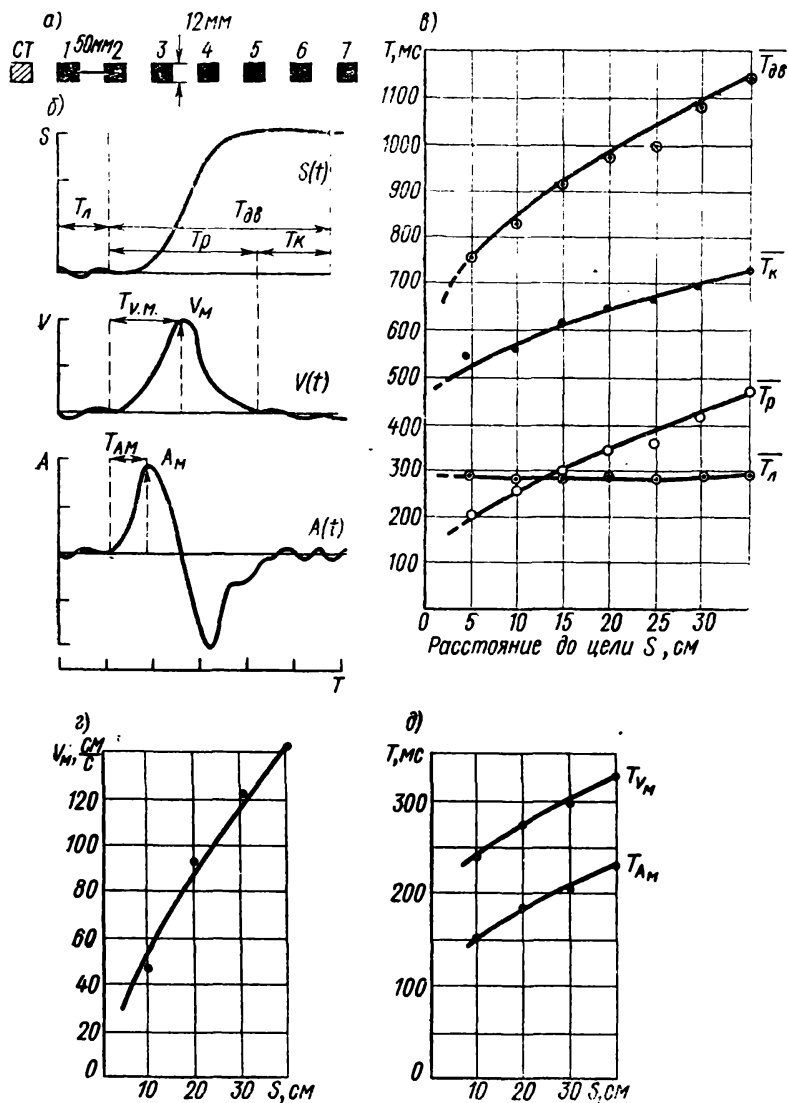 а)
12 мм
СТ 1 50мм 2 3 4 5 6 7
б)
S
S(t)
Tл
Tдв
Tр Tк
V
Tv.м.
Vм
V(t)
A
TAм
Aм
A(t)
T
в)
T, мс
1100
1000
900
800
700
600
500
400
300
200
100
0 5 10 15 20 25 30
Расстояние до цели S, см
Tдв
Tк
Tр
Tл
г)
Vм, см/с
120
100
80
60
40
20
0
10 20 30 S, см
д)
T, мс
300
200
100
0
10 20 30 S, см
TVм
TAм